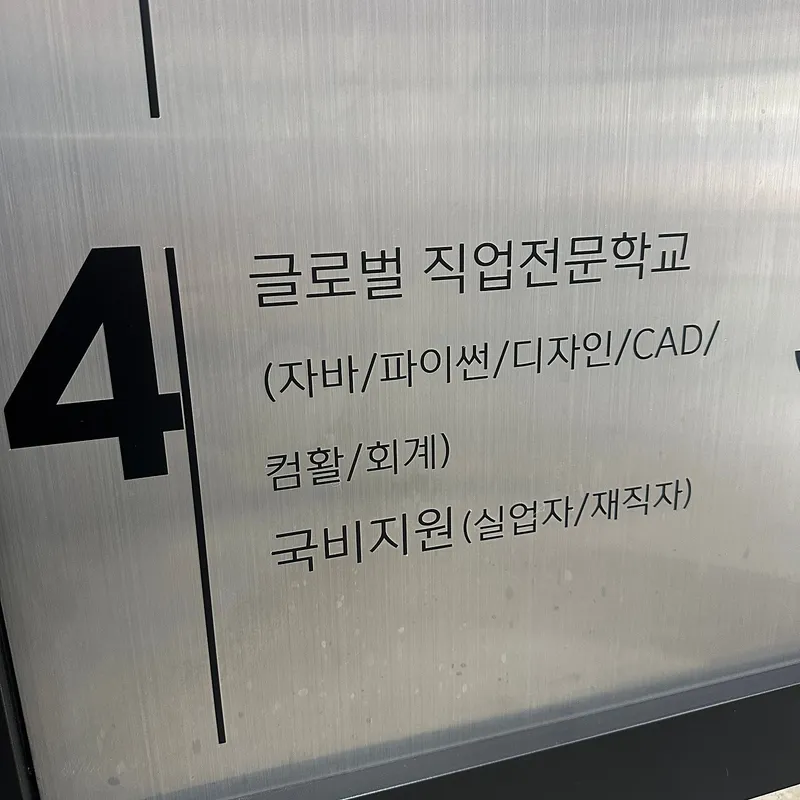 4
글로벌 직업전문학교
(자바/파이썬/디자인/CAD/
컴활/회계)
국비지원(실업자/재직자)